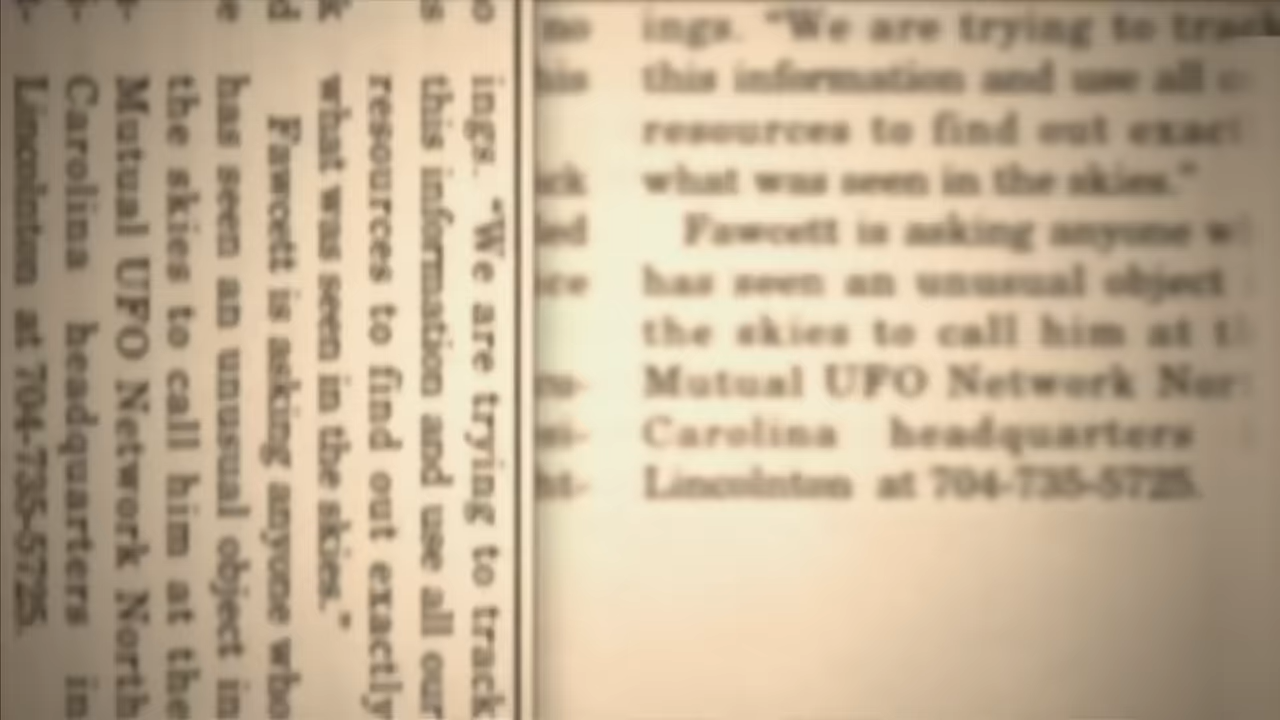 ings. "We are trying to track
this information and use all our
resources to find out exactly
what was seen in the skies."
Fawcett is asking anyone who
has seen an unusual object in
the skies to call him at the
Mutual UFO Network North
Carolina headquarters in
Lincolnton at 704-735-5725.
ings. "We are trying to track
this information and use all
resources to find out
what was seen in the skies."
Fawcett is asking anyone
has seen an unusual object
the skies to call him at
Mutual UFO Network
Carolina headquarters
Lincolnton at 704-735-5725.